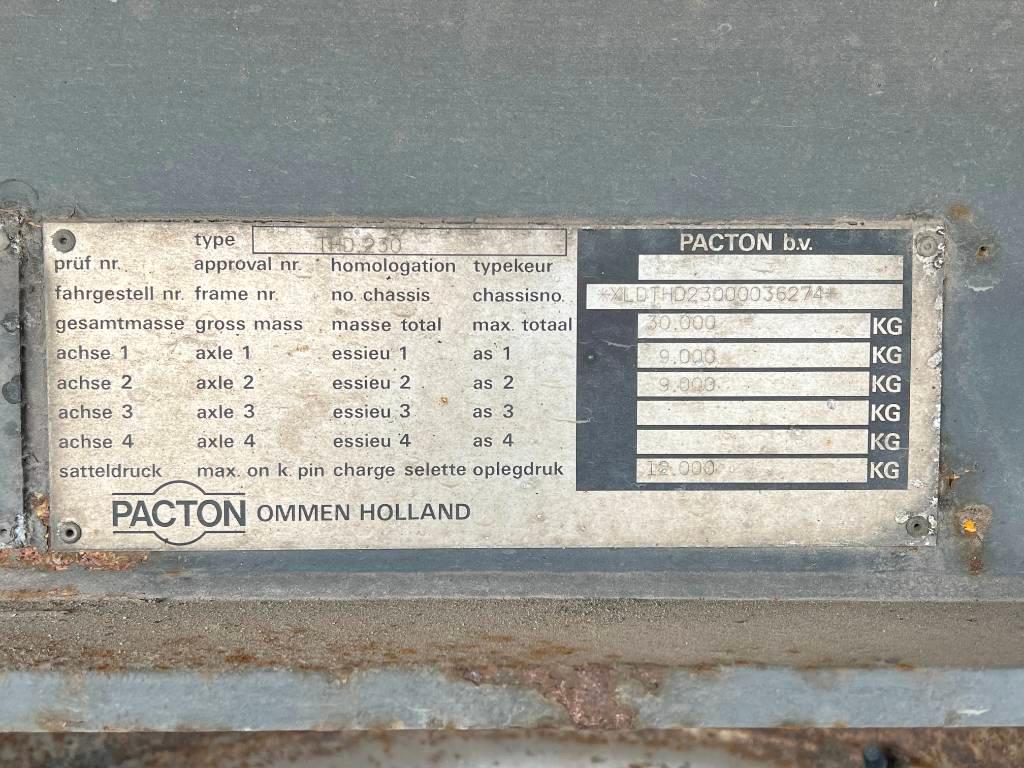 type THD 230 PACTON b.v.
prüf nr. approval nr. homologation typekeur
fahrgestell nr. frame nr. no. chassis chassisno. *XLDTHD23000036274*
gesamtmasse gross mass masse total max. totaal 30.000 KG
achse 1 axle 1 essieu 1 as 1 9.000 KG
achse 2 axle 2 essieu 2 as 2 9.000 KG
achse 3 axle 3 essieu 3 as 3 KG
achse 4 axle 4 essieu 4 as 4 KG
satteldruck max. on k. pin charge selette oplegdruk 12.000 KG
PACTON OMMEN HOLLAND